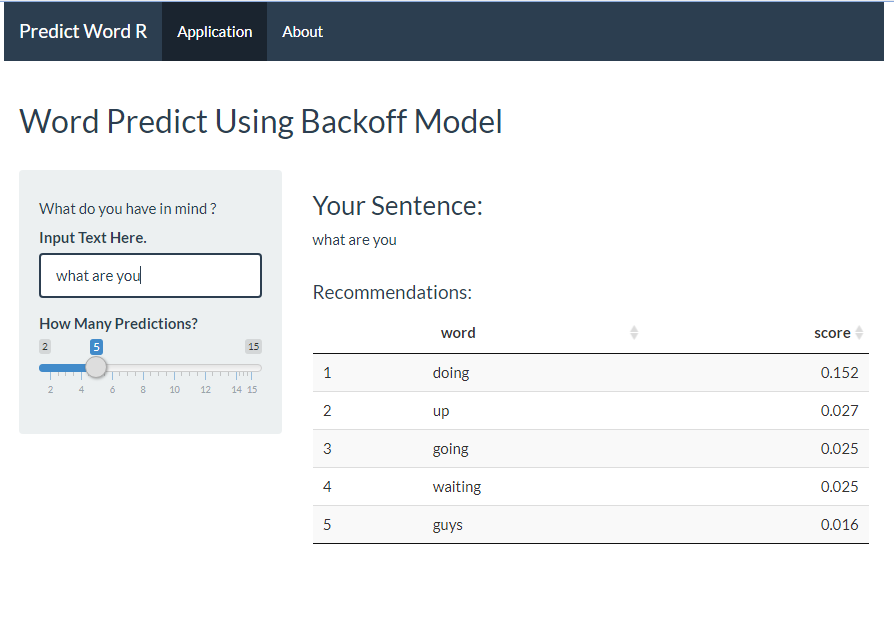 Predict Word R Application About
Word Predict Using Backoff Model
What do you have in mind ?
Input Text Here.
what are you
How Many Predictions?
2 5 15
2 4 6 8 10 12 14 15
Your Sentence:
what are you
Recommendations:
word score
1 doing 0.152
2 up 0.027
3 going 0.025
4 waiting 0.025
5 guys 0.016